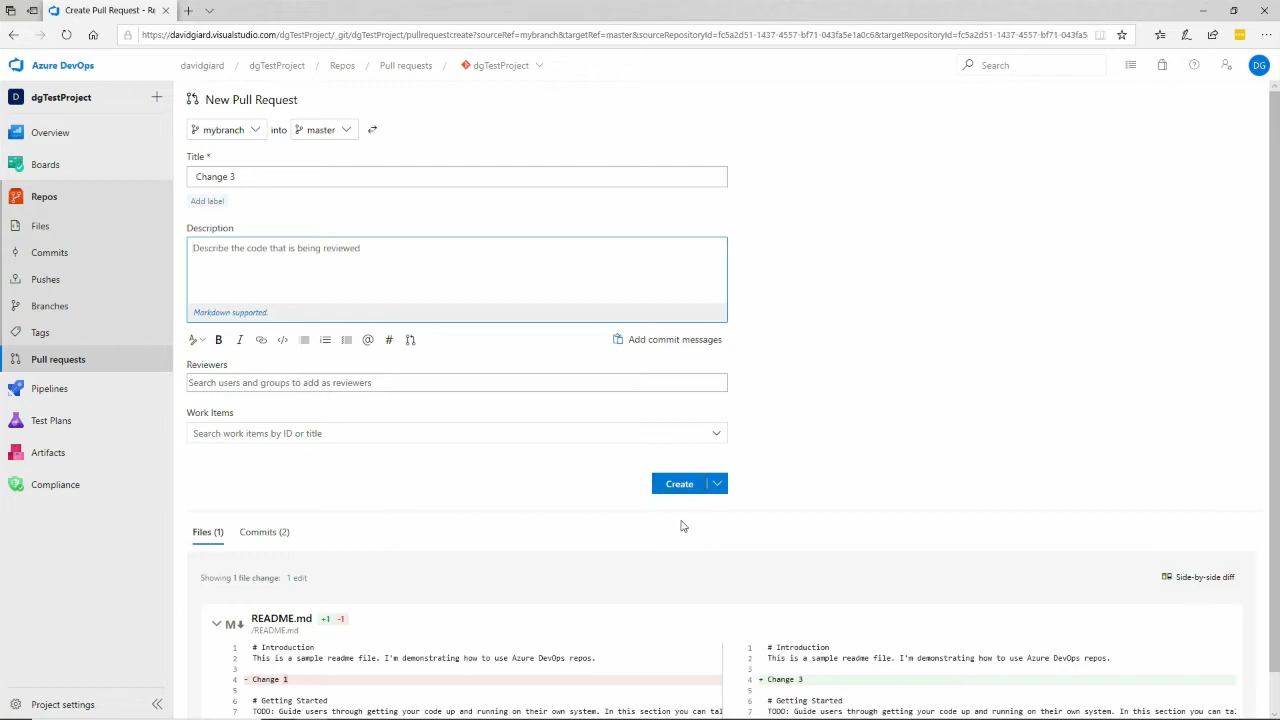 Create Pull Request - Re
https://davidgiard.visualstudio.com/dgTestProject/_git/dgTestProject/pullrequestcreate?sourceRef=mybranch&targetRef=master&sourceRepositoryId=fc5a2d51-1437-4557-bf71-043fa5e1a0c6&targetRepositoryId=fc5a2d51-1437-4557-bf71-043fa5
Azure DevOps
davidgiard / dgTestProject / Repos / Pull requests / dgTestProject
Search
DG
D dgTestProject
Overview
Boards
Repos
Files
Commits
Pushes
Branches
Tags
Pull requests
Pipelines
Test Plans
Artifacts
Compliance
Project settings
New Pull Request
mybranch into master
Title *
Change 3
Add label
Description
Describe the code that is being reviewed
Markdown supported.
B I </> @ #
Add commit messages
Reviewers
Search users and groups to add as reviewers
Work Items
Search work items by ID or title
Create
Files (1) Commits (2)
Showing 1 file change: 1 edit
Side-by-side diff
M README.md +1 -1
/README.md
1 # Introduction
2 This is a sample readme file. I'm demonstrating how to use Azure DevOps repos.
3
4 - Change 1
5
6 # Getting Started
7 TODO: Guide users through getting your code up and running on their own system. In this section you can tal
1 # Introduction
2 This is a sample readme file. I'm demonstrating how to use Azure DevOps repos.
3
4 + Change 3
5
6 # Getting Started
7 TODO: Guide users through getting your code up and running on their own system. In this section you can tal